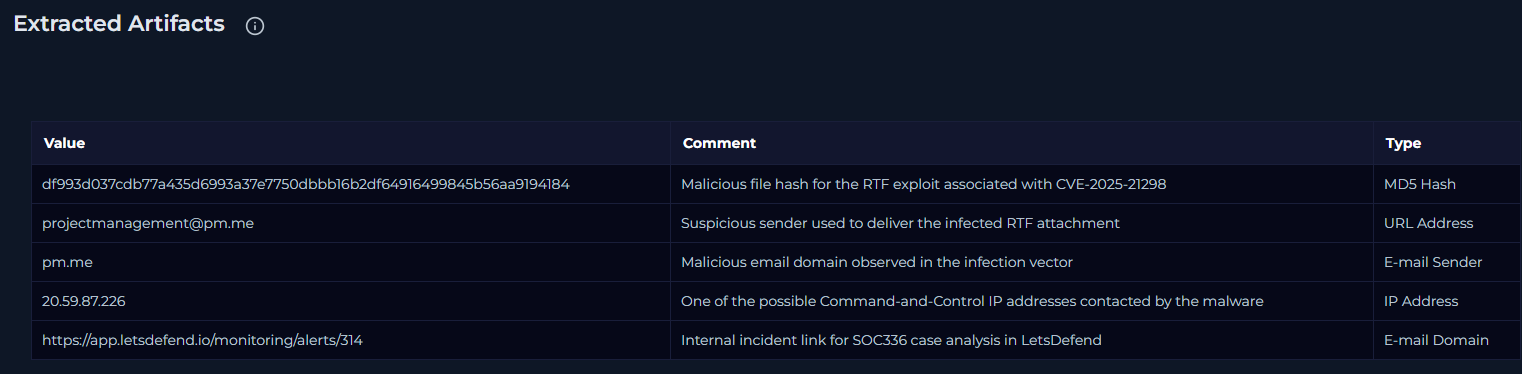 Extracted Artifacts
Value Comment Type
df993d037cdb77a435d6993a37e7750dbbb16b2df64916499845b56aa9194184 Malicious file hash for the RTF exploit associated with CVE-2025-21298 MD5 Hash
projectmanagement@pm.me Suspicious sender used to deliver the infected RTF attachment URL Address
pm.me Malicious email domain observed in the infection vector E-mail Sender
20.59.87.226 One of the possible Command-and-Control IP addresses contacted by the malware IP Address
https://app.letsdefend.io/monitoring/alerts/314 Internal incident link for SOC336 case analysis in LetsDefend E-mail Domain